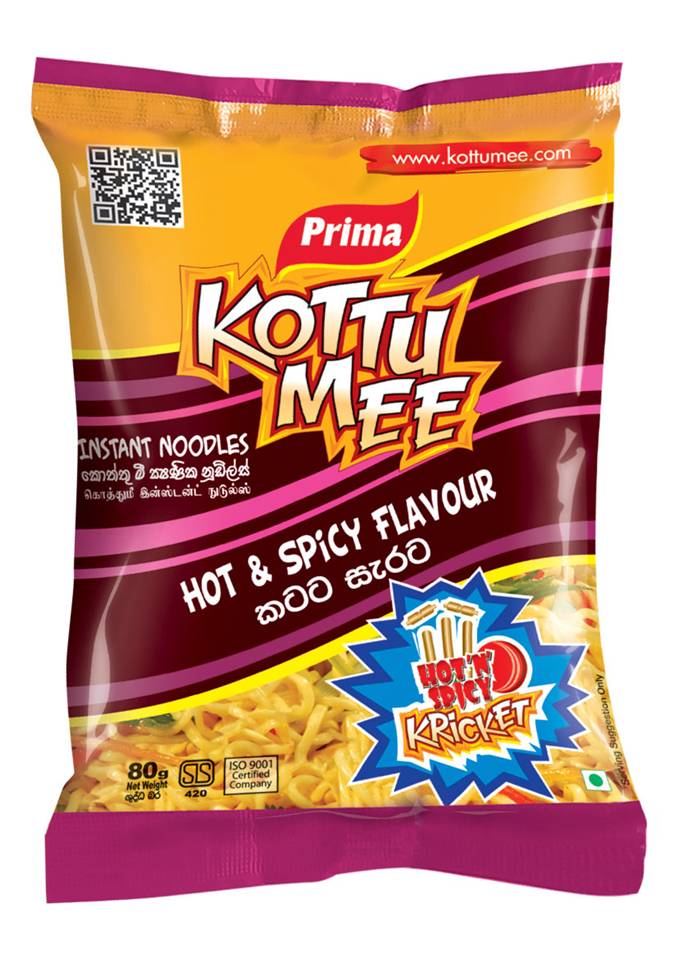 www.kottumee.com
Prima
KOTTU
MEE
INSTANT NOODLES
කොත්තු මී ක්‍ෂණික නූඩ්ල්ස්
கொத்துமீ இன்ஸ்டன்ட் நூடுல்ஸ்
HOT & SPiCY FLAVOUR
කටට සැරට
HOT 'N'
SPICY
KRiCKET
Serving Suggestion Only
80g
Net Weight
ශුද්ධ බර
SLS
420
ISO 9001
Certified
Company